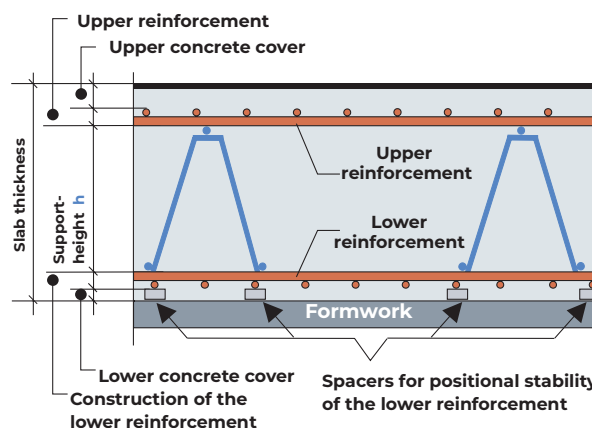 Upper reinforcement
Upper concrete cover
Slab thickness
Support-
height h
Upper
reinforcement
Lower
reinforcement
Formwork
Lower concrete cover
Construction of the
lower reinforcement
Spacers for positional stability
of the lower reinforcement